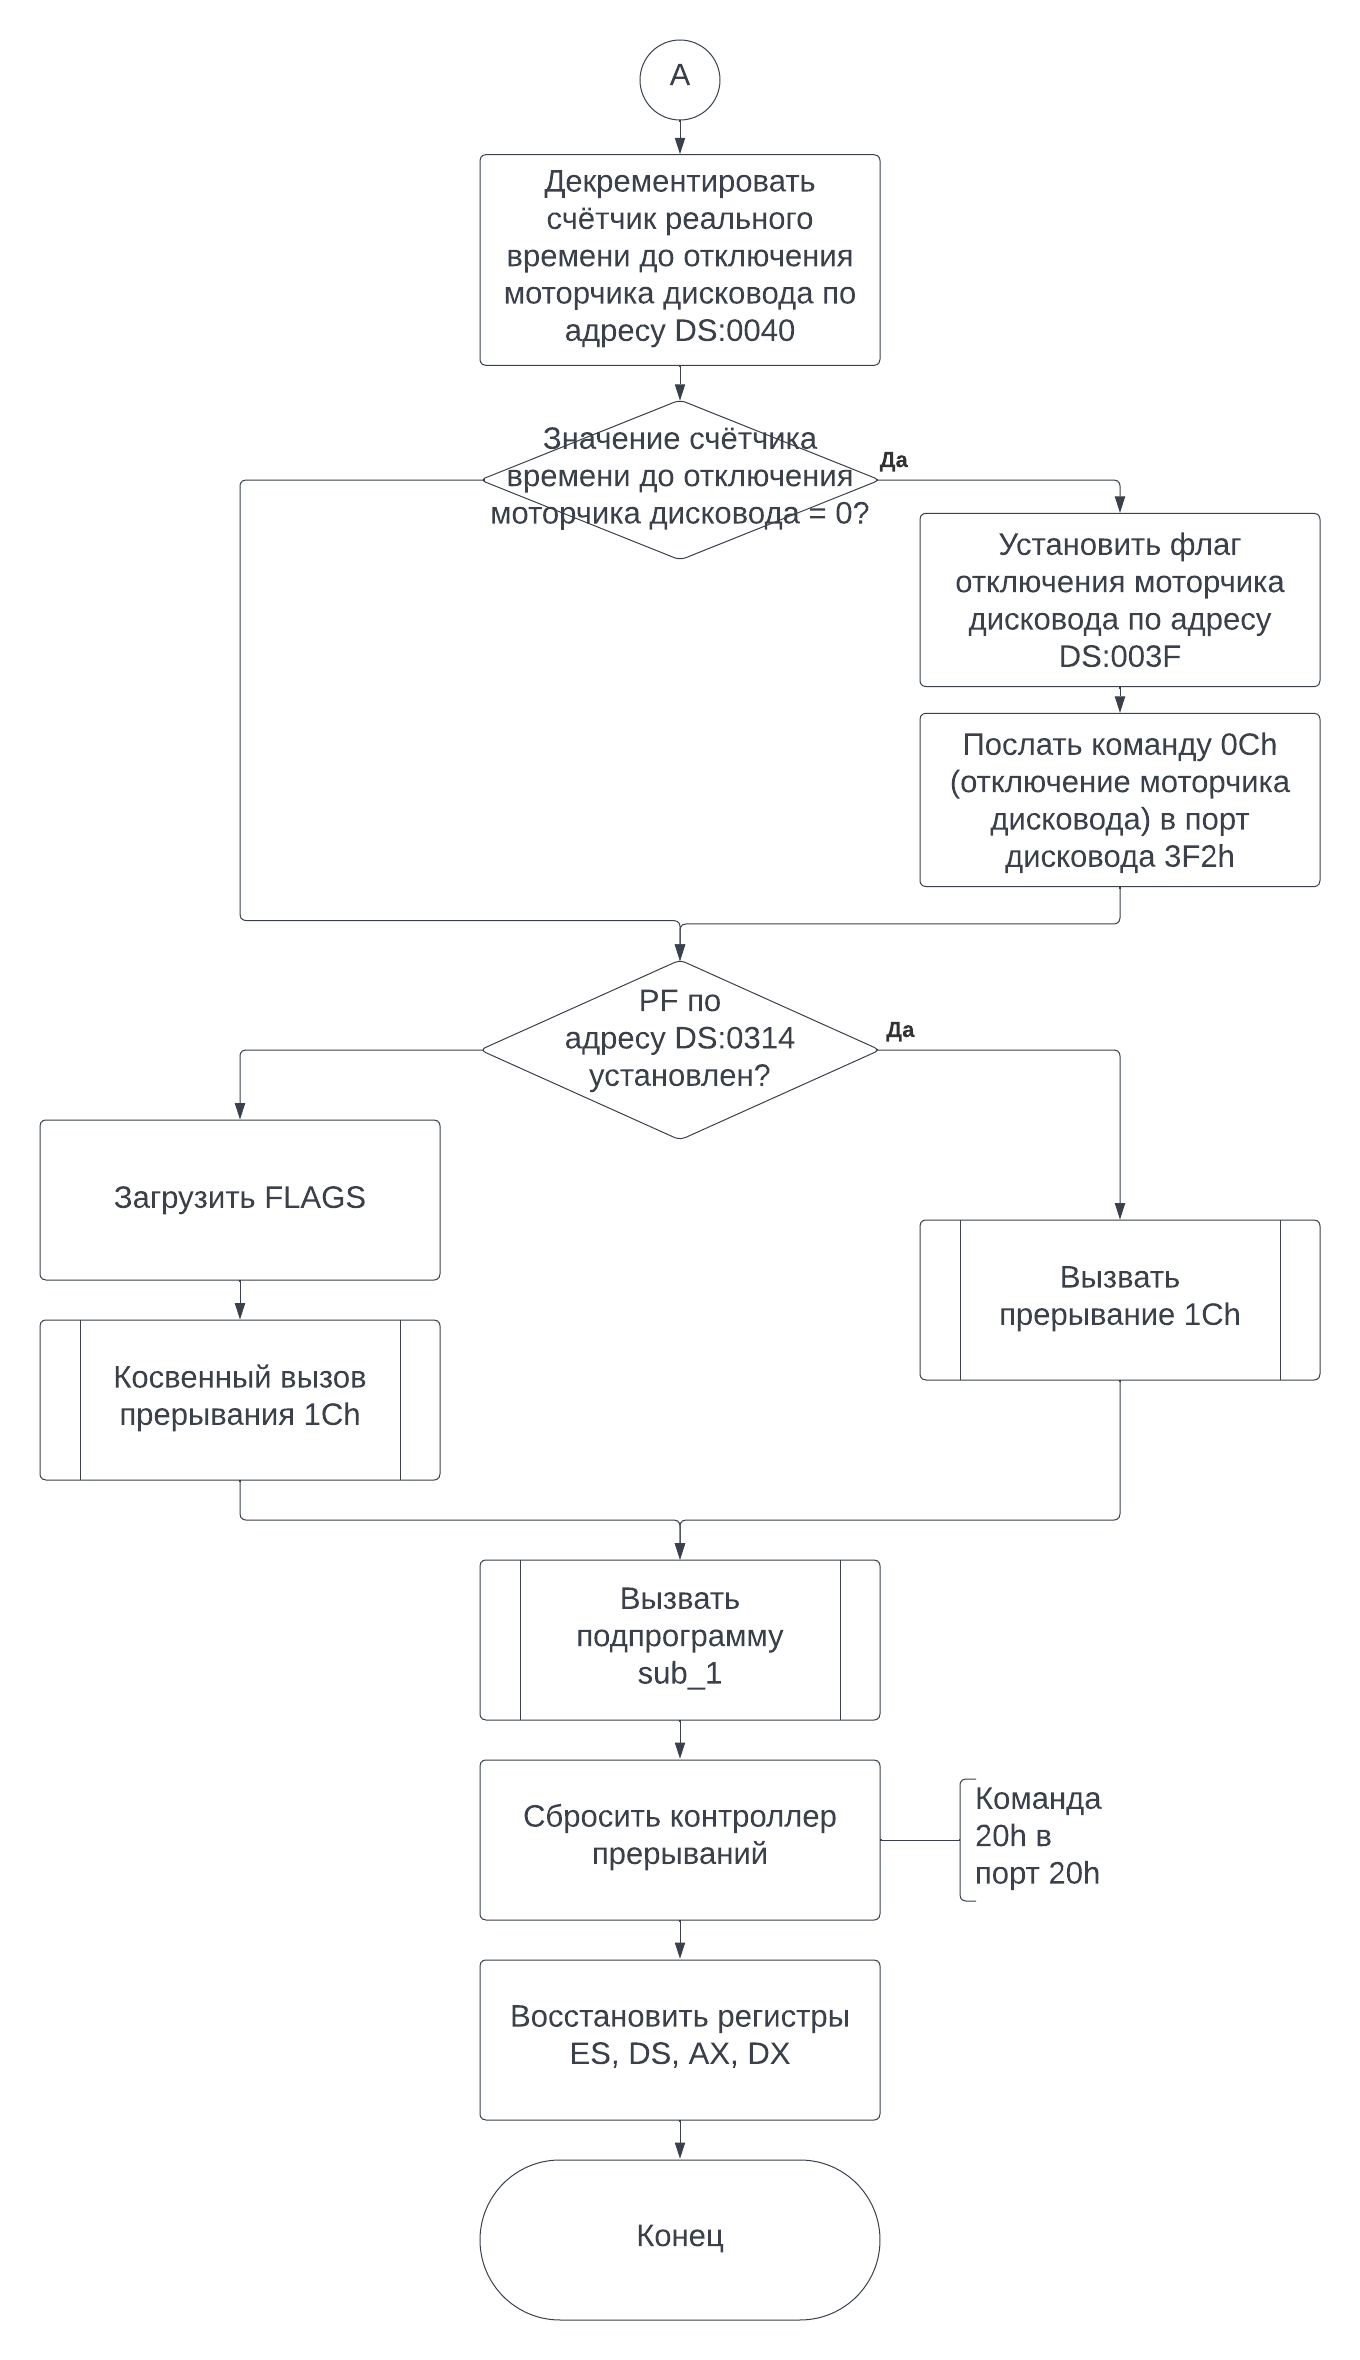 А
Декрементировать
счётчик реального
времени до отключения
моторчика дисковода по
адресу DS:0040
Значение счётчика
времени до отключения
моторчика дисковода = 0?
Да
Установить флаг
отключения моторчика
дисковода по адресу
DS:003F
Послать команду 0Ch
(отключение моторчика
дисковода) в порт
дисковода 3F2h
PF по
адресу DS:0314
установлен?
Да
Загрузить FLAGS
Косвенный вызов
прерывания 1Ch
Вызвать
прерывание 1Ch
Вызвать
подпрограмму
sub_1
Сбросить контроллер
прерываний
Команда
20h в
порт 20h
Восстановить регистры
ES, DS, AX, DX
Конец